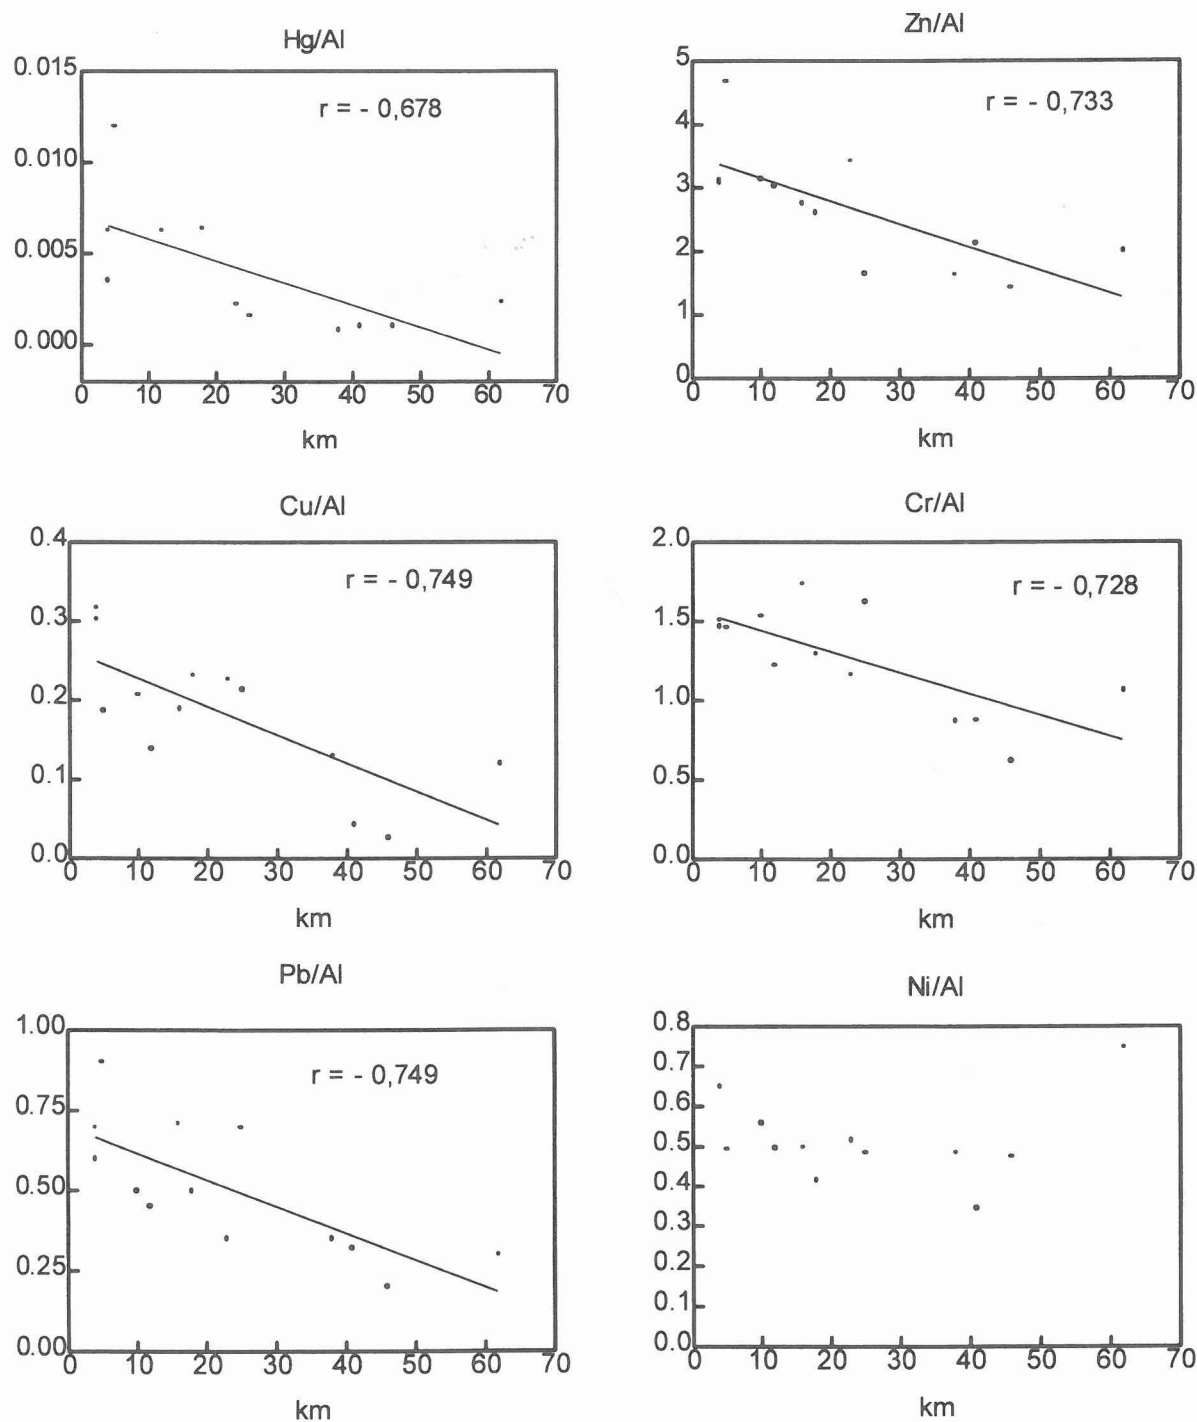 Hg/Al
0.015
0.010
0.005
0.000
r = - 0,678
0 10 20 30 40 50 60 70
km
Zn/Al
5
4
3
2
1
0
r = - 0,733
0 10 20 30 40 50 60 70
km
Cu/Al
0.4
0.3
0.2
0.1
0.0
r = - 0,749
0 10 20 30 40 50 60 70
km
Cr/Al
2.0
1.5
1.0
0.5
0.0
r = - 0,728
0 10 20 30 40 50 60 70
km
Pb/Al
1.00
0.75
0.50
0.25
0.00
r = - 0,749
0 10 20 30 40 50 60 70
km
Ni/Al
0.8
0.7
0.6
0.5
0.4
0.3
0.2
0.1
0.0
0 10 20 30 40 50 60 70
km